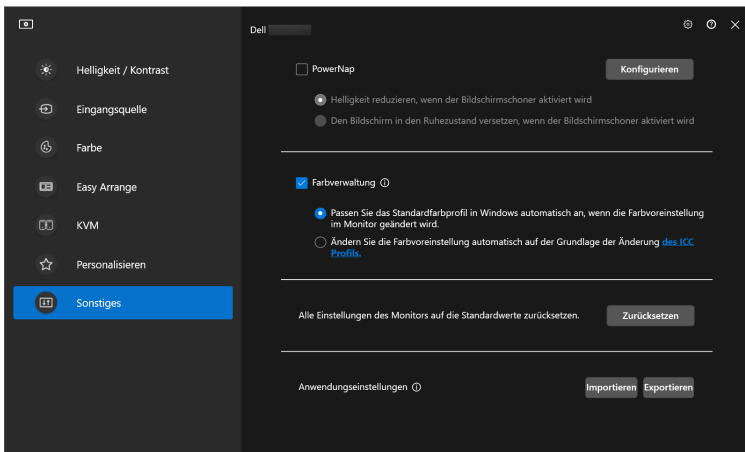 Dell
Helligkeit / Kontrast
Eingangsquelle
Farbe
Easy Arrange
KVM
Personalisieren
Sonstiges
PowerNap
Konfigurieren
Helligkeit reduzieren, wenn der Bildschirmschoner aktiviert wird
Den Bildschirm in den Ruhezustand versetzen, wenn der Bildschirmschoner aktiviert wird
Farbverwaltung
Passen Sie das Standardfarbprofil in Windows automatisch an, wenn die Farbvoreinstellung
im Monitor geändert wird.
Ändern Sie die Farbvoreinstellung automatisch auf der Grundlage der Änderung des ICC
Profils.
Alle Einstellungen des Monitors auf die Standardwerte zurücksetzen.
Zurücksetzen
Anwendungseinstellungen
Importieren
Exportieren